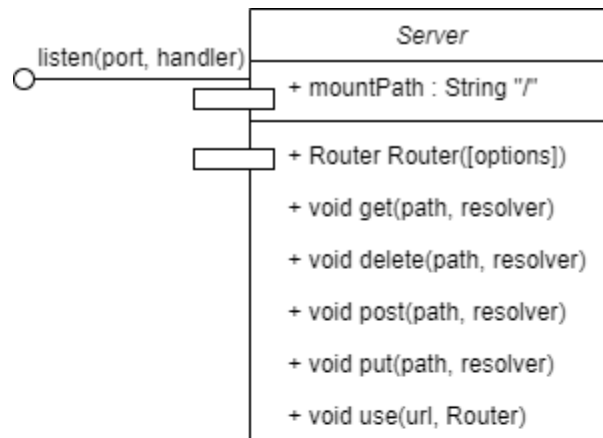 Server
listen(port, handler)
+ mountPath : String "/"
+ Router Router([options])
+ void get(path, resolver)
+ void delete(path, resolver)
+ void post(path, resolver)
+ void put(path, resolver)
+ void use(url, Router)